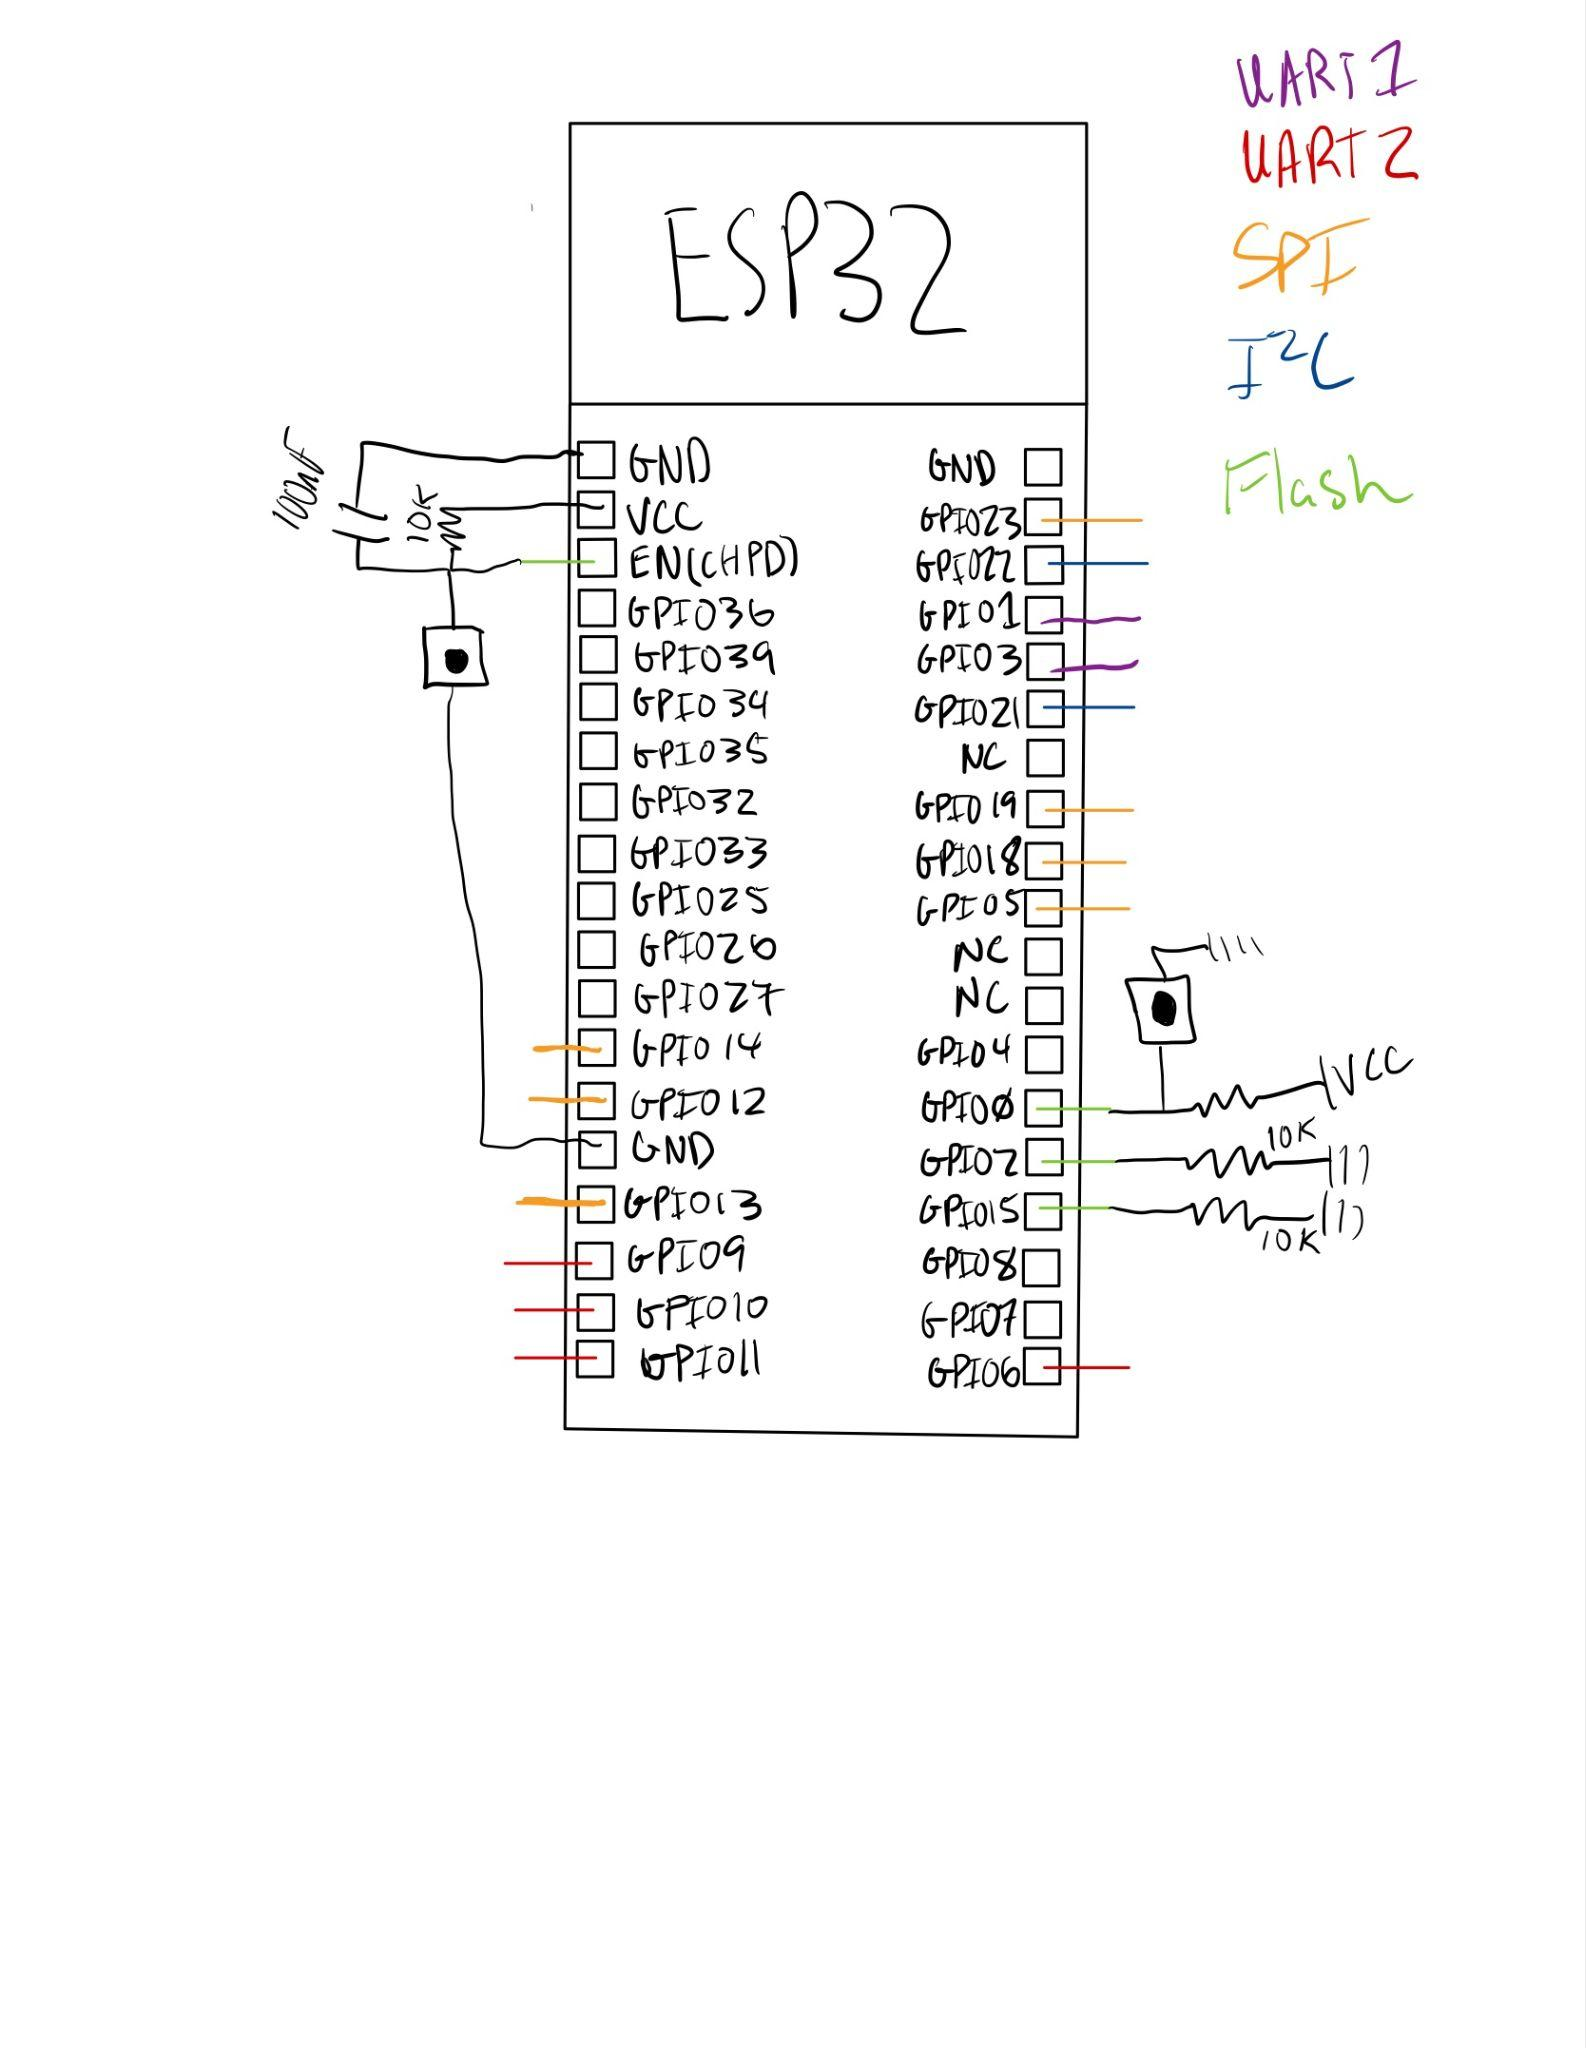 UART1
UART2
SPI
I²C
Flash
ESP32
100nF
10K
GND
VCC
EN(CHPD)
GPIO36
GPIO39
GPIO34
GPIO35
GPIO32
GPIO33
GPIO25
GPIO26
GPIO27
GPIO14
GPIO12
GND
GPIO13
GPIO9
GPIO10
GPIO11
GND
GPIO23
GPIO22
GPIO1
GPIO3
GPIO21
NC
GPIO19
GPIO18
GPIO5
NC
NC
GPIO4
GPIO0
GPIO2
GPIO15
GPIO8
GPIO7
GPIO6
VCC
10K
10K